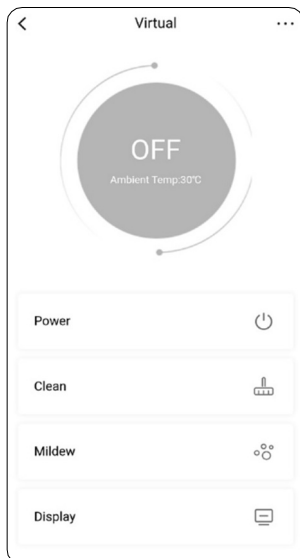 Virtual
OFF
Ambient Temp:30℃
Power
Clean
Mildew
Display